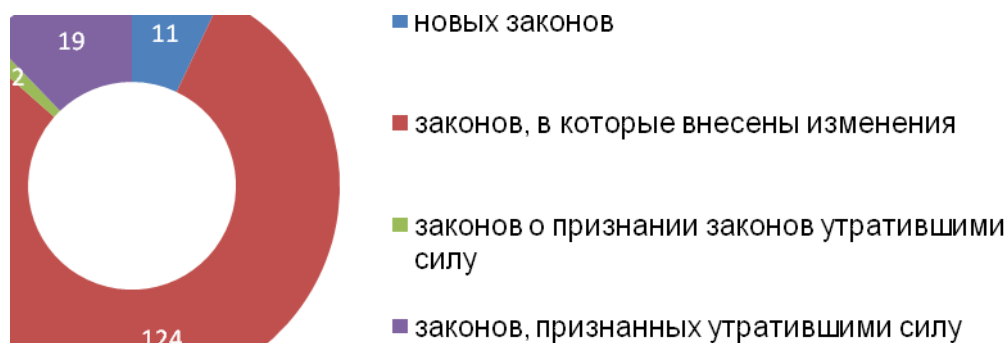 19
11
2
124
новых законов
законов, в которые внесены изменения
законов о признании законов утратившими
силу
законов, признанных утратившими силу